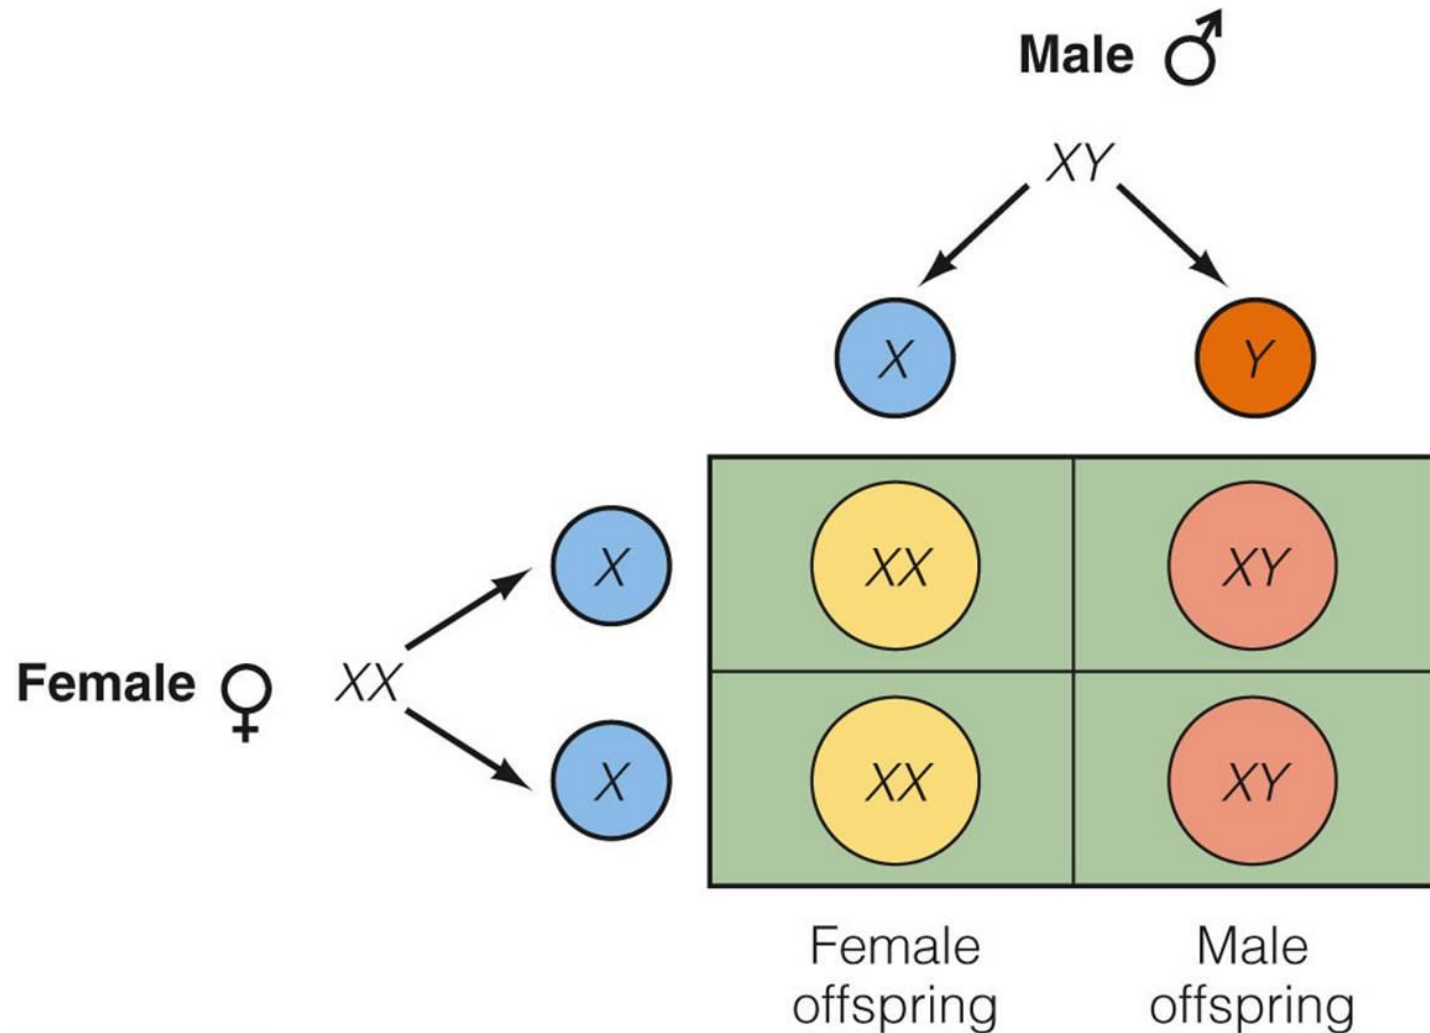 Male ♂
XY
X
Y
X
XX
XY
Female ♀ XX
X
XX
XY
Female
offspring
Male
offspring